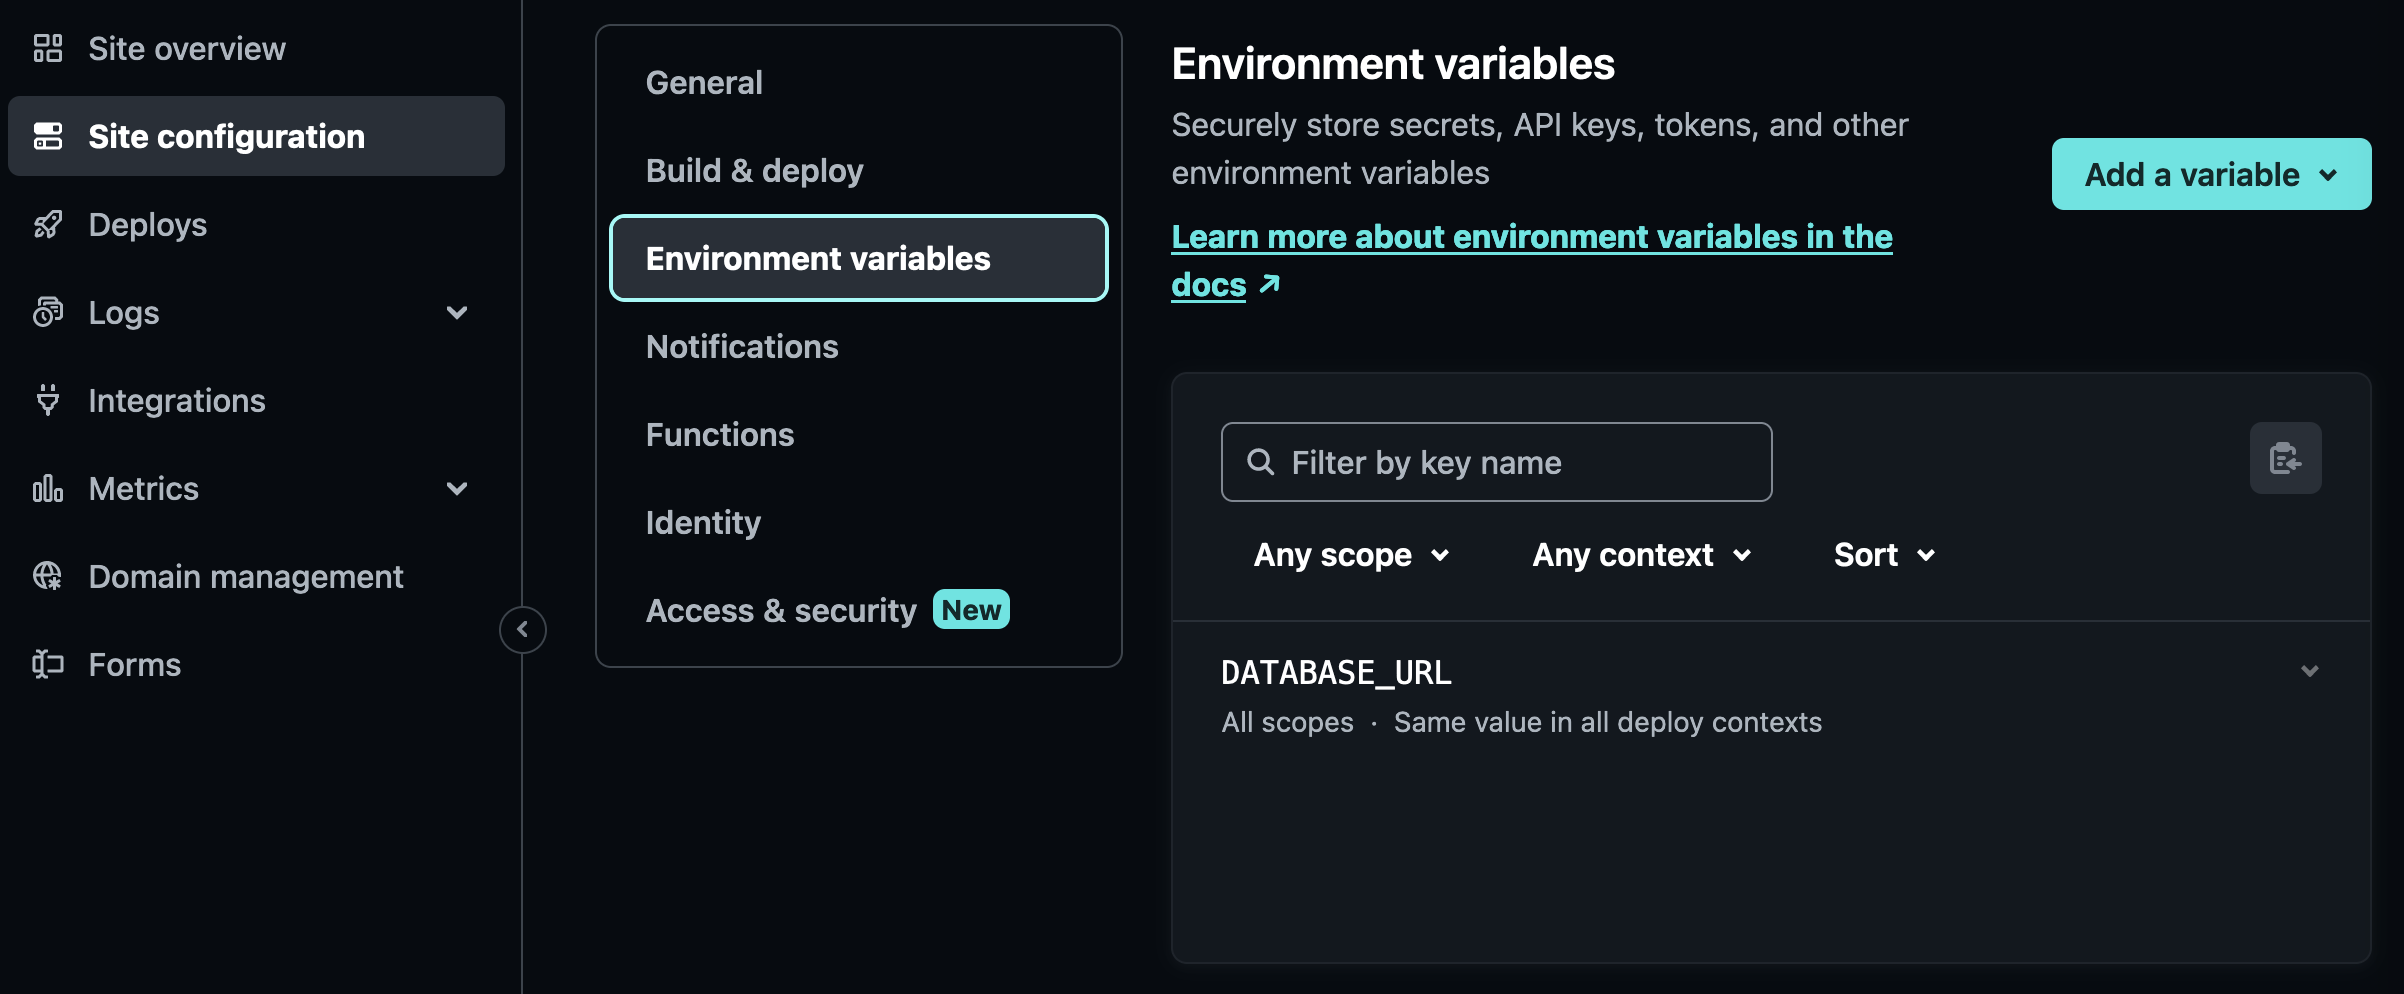 Site overview
Site configuration
Deploys
Logs
Integrations
Metrics
Domain management
Forms
General
Build & deploy
Environment variables
Notifications
Functions
Identity
Access & security New
Environment variables
Securely store secrets, API keys, tokens, and other
environment variables
Learn more about environment variables in the
docs
Add a variable
Filter by key name
Any scope
Any context
Sort
DATABASE_URL
All scopes · Same value in all deploy contexts